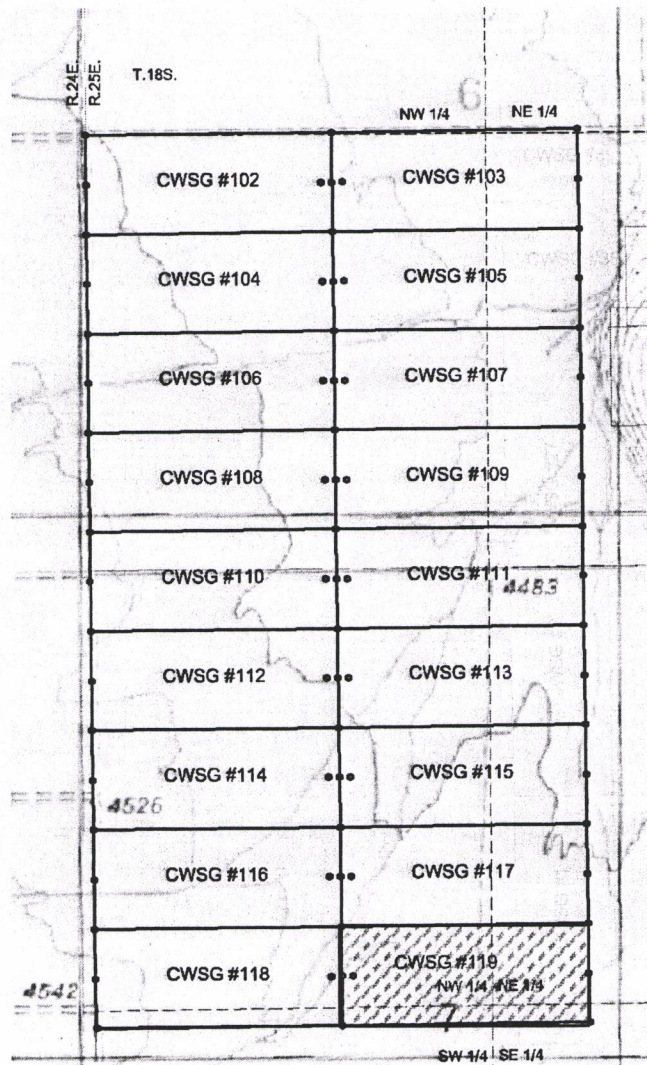 R.24E.
R.25E.
T.18S.
6
NW 1/4 NE 1/4
CWSG #102 CWSG #103
CWSG #104 CWSG #105
CWSG #106 CWSG #107
CWSG #108 CWSG #109
CWSG #110 CWSG #111
4483
CWSG #112 CWSG #113
CWSG #114 CWSG #115
4526
CWSG #116 CWSG #117
CWSG #118 CWSG #119
4542
NW 1/4 NE 1/4
7
SW 1/4 SE 1/4